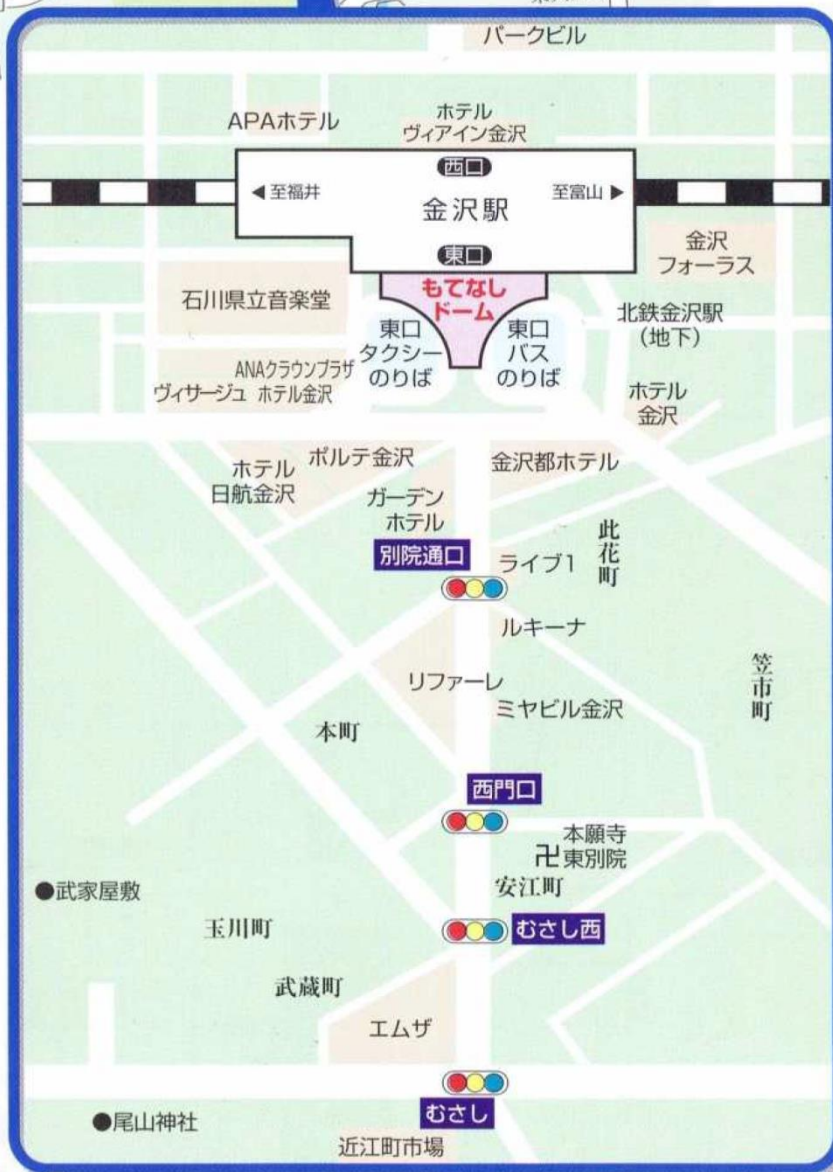 パークビル
APAホテル
ホテル
ヴィアイン金沢
西口
◀至福井
至富山▶
金沢駅
東口
もてなし
ドーム
金沢
フォーラス
石川県立音楽堂
東口
タクシー
のりば
東口
バス
のりば
北鉄金沢駅
(地下)
ANAクラウンプラザ
ホテル金沢
ヴィサージュ
ホテル
金沢
ホテル
日航金沢
ポルテ金沢
金沢都ホテル
ガーデン
ホテル
此花町
別院通口
ライブ1
ルキーナ
リファーレ
ミヤビル金沢
笠市町
本町
西門口
本願寺
卍東別院
安江町
●武家屋敷
玉川町
むさし西
武蔵町
エムザ
むさし
●尾山神社
近江町市場